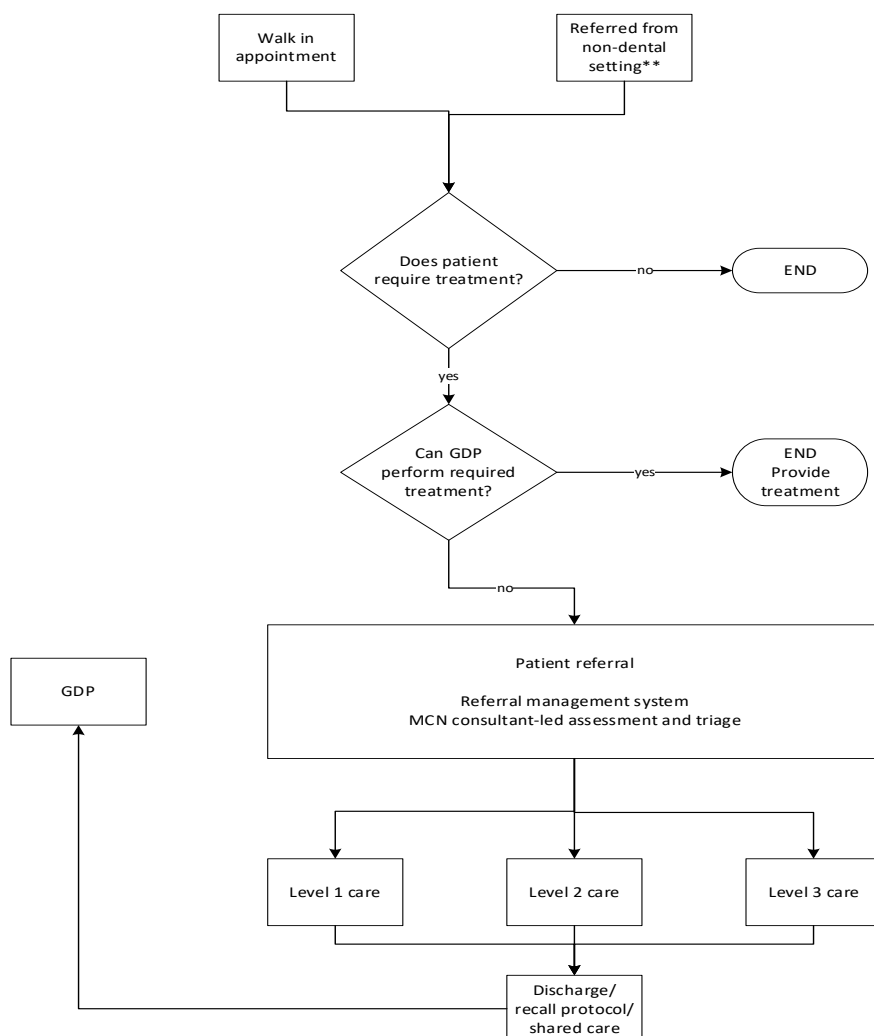 Walk in
appointment
Referred from
non-dental
setting**
Does patient
require treatment?
no
END
yes
Can GDP
perform required
treatment?
yes
END
Provide
treatment
no
Patient referral
Referral management system
MCN consultant-led assessment and triage
GDP
Level 1 care
Level 2 care
Level 3 care
Discharge/
recall protocol/
shared care